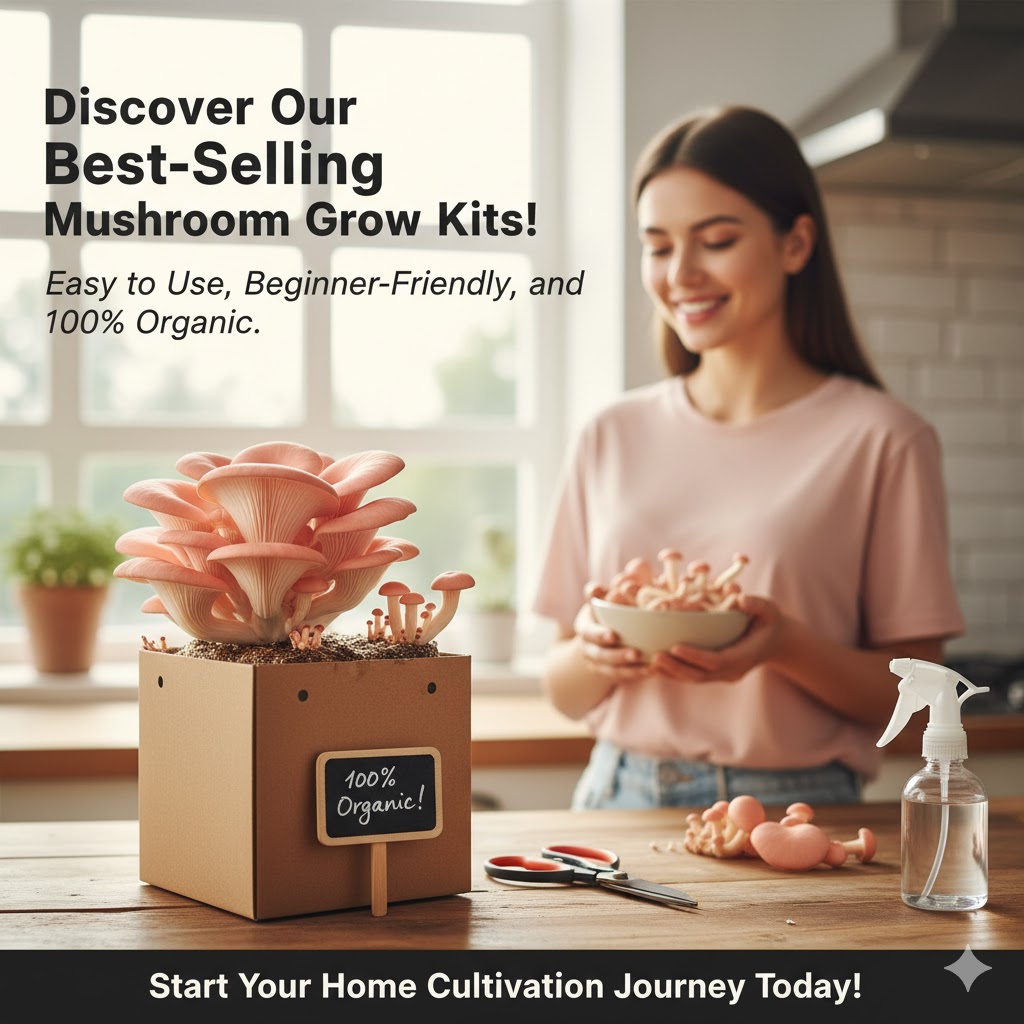 Discover Our
Best-Selling
Mushroom Grow Kits!
Easy to Use, Beginner-Friendly, and
100% Organic.
100%
Organic!
Start Your Home Cultivation Journey Today!